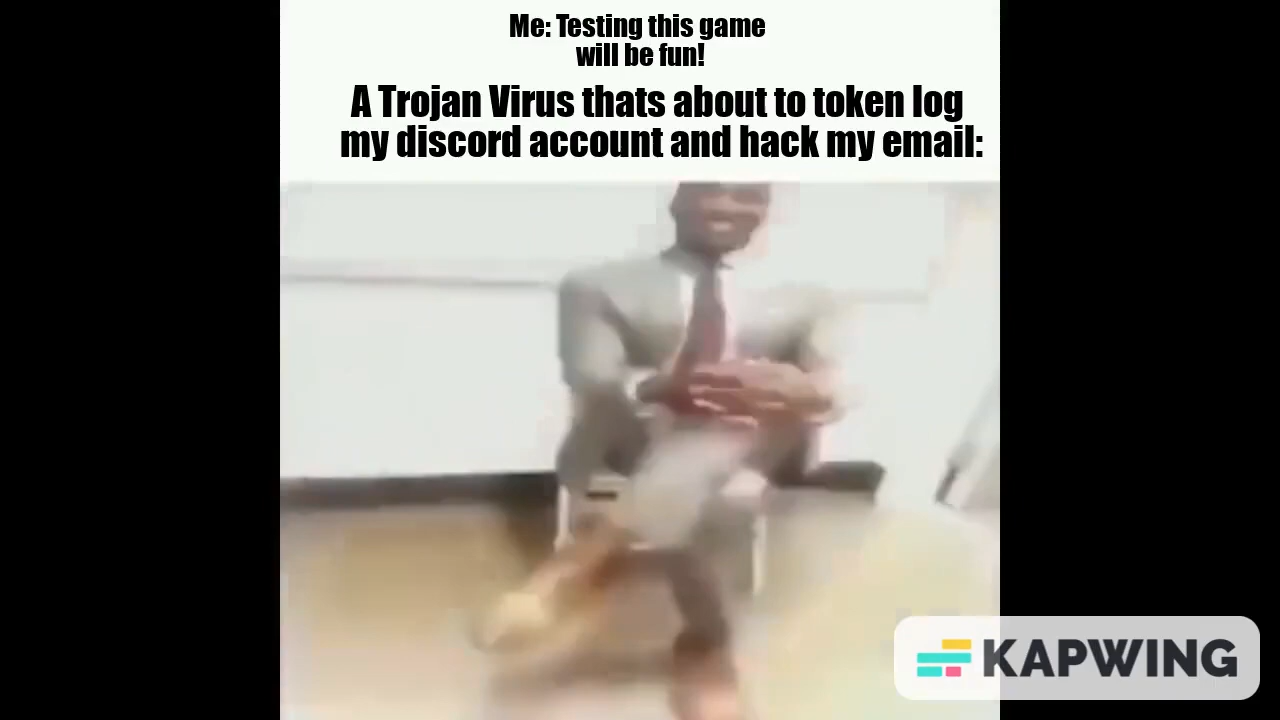 Me: Testing this game
will be fun!
A Trojan Virus thats about to token log
my discord account and hack my email:
KAPWING